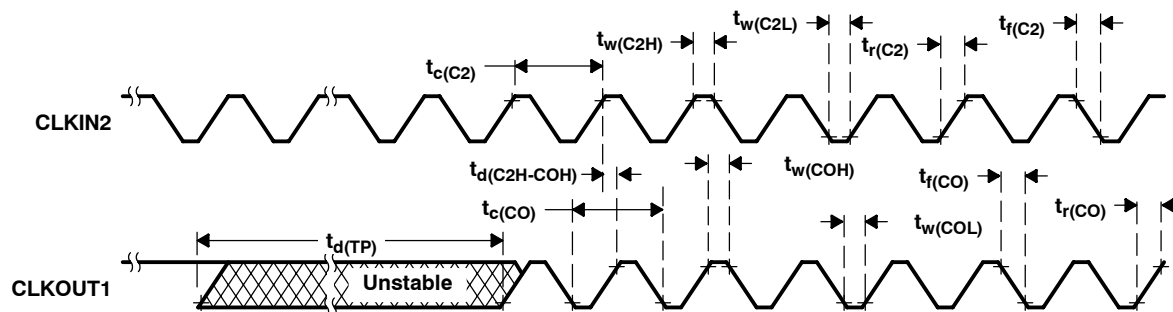 tw(C2H)
tw(C2L)
tf(C2)
tr(C2)
tc(C2)
CLKIN2
td(C2H-COH)
tw(COH)
tf(CO)
tc(CO)
tr(CO)
tw(COL)
td(TP)
CLKOUT1
Unstable